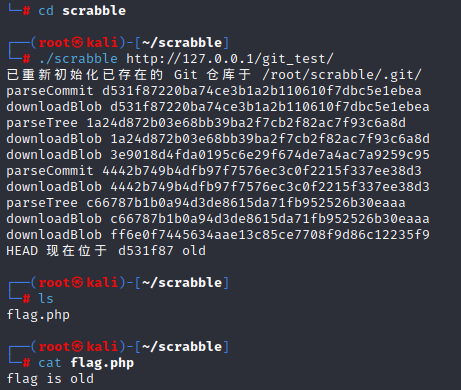 └─# cd scrabble
┌──(root㉿kali)-[~/scrabble]
└─# ./scrabble http://127.0.0.1/git_test/
已重新初始化已存在的 Git 仓库于 /root/scrabble/.git/
parseCommit d531f87220ba74ce3b1a2b110610f7dbc5e1ebea
downloadBlob d531f87220ba74ce3b1a2b110610f7dbc5e1ebea
parseTree 1a24d872b03e68bb39ba2f7cb2f82ac7f93c6a8d
downloadBlob 1a24d872b03e68bb39ba2f7cb2f82ac7f93c6a8d
downloadBlob 3e9018d4fda0195c6e29f674de7a4ac7a9259c95
parseCommit 4442b749b4dfb97f7576ec3c0f2215f337ee38d3
downloadBlob 4442b749b4dfb97f7576ec3c0f2215f337ee38d3
parseTree c66787b1b0a94d3de8615da71fb952526b30eaaa
downloadBlob c66787b1b0a94d3de8615da71fb952526b30eaaa
downloadBlob ff6e0f7445634aae13c85ce7708f9d86c12235f9
HEAD 现在位于 d531f87 old
┌──(root㉿kali)-[~/scrabble]
└─# ls
flag.php
┌──(root㉿kali)-[~/scrabble]
└─# cat flag.php
flag is old